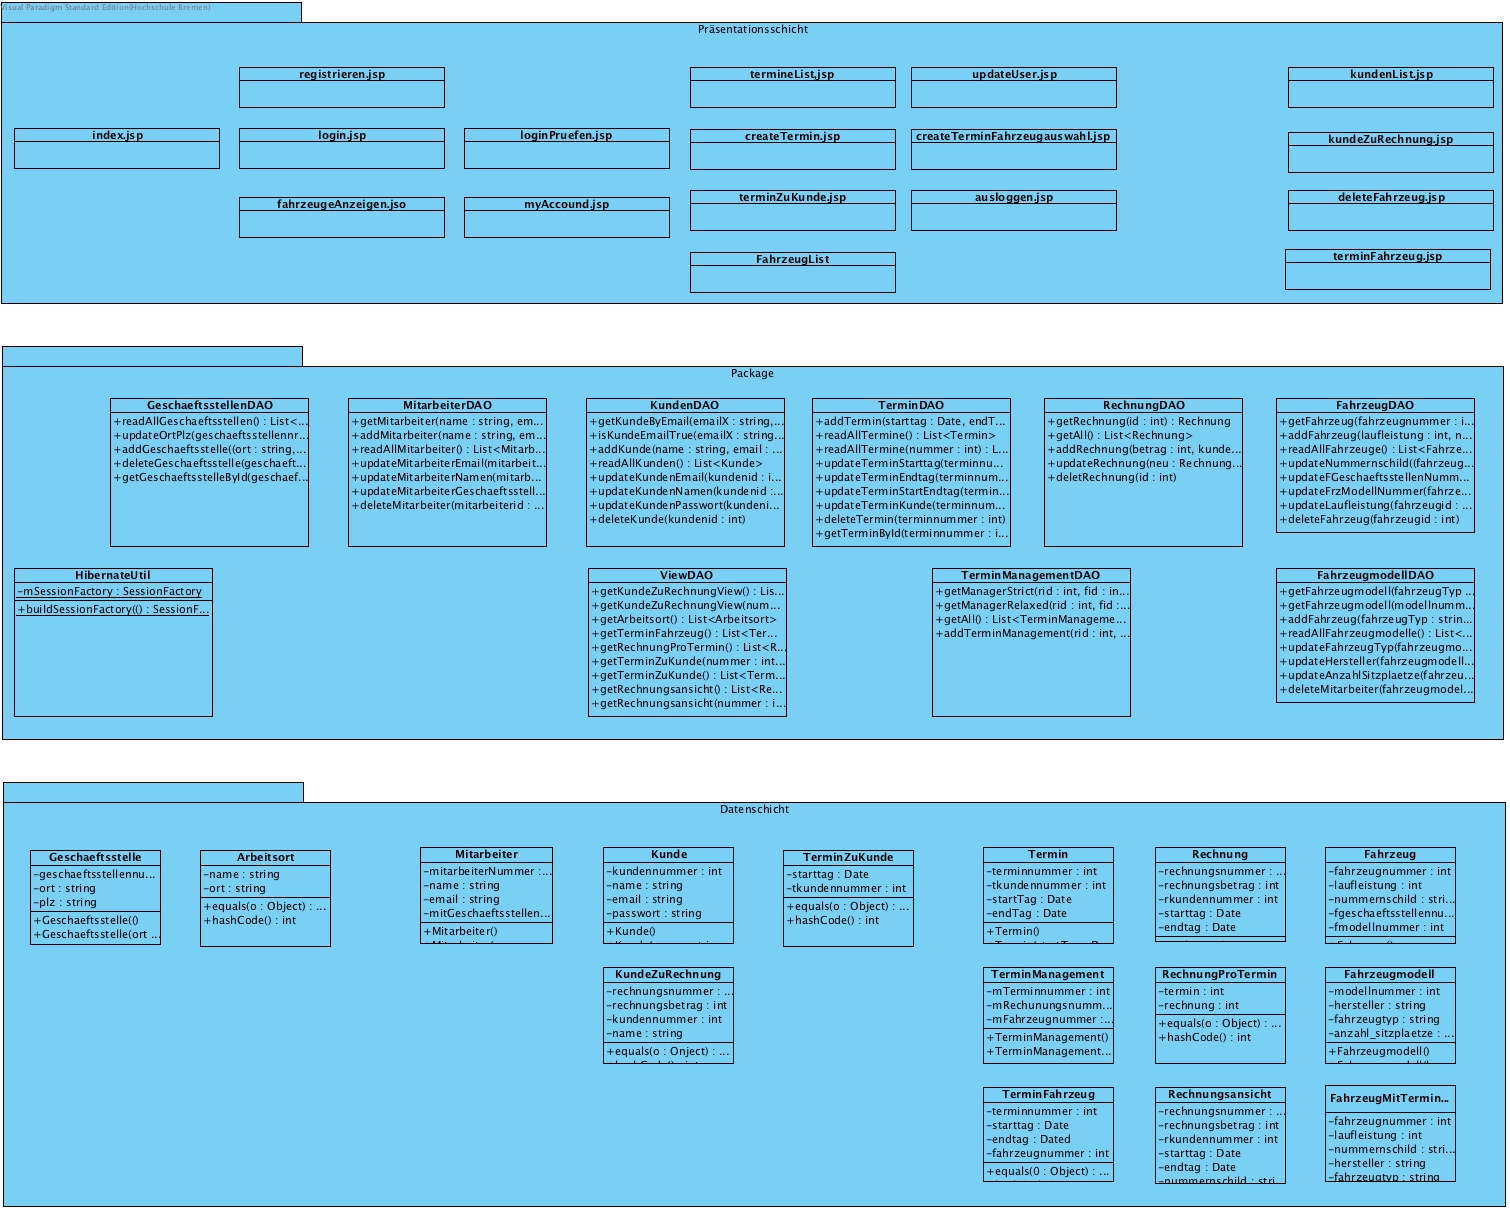 Visual Paradigm Standard Edition(Hochschule Bremen)
Präsentationsschicht
registrieren.jsp
termineList.jsp
updateUser.jsp
kundenList.jsp
index.jsp
login.jsp
loginPruefen.jsp
createTermin.jsp
createTerminFahrzeugauswahl.jsp
kundeZuRechnung.jsp
fahrzeugeAnzeigen.jso
myAccound.jsp
terminZuKunde.jsp
ausloggen.jsp
deleteFahrzeug.jsp
FahrzeugList
terminFahrzeug.jsp
Package
GeschaeftsstellenDAO
+readAllGeschaeftsstellen() : List<...
+updateOrtPlz(geschaeftsstellennr...
+addGeschaeftsstelle((ort : string,...
+deleteGeschaeftsstelle(geschaeft...
+getGeschaeftsstelleById(geschaef...
MitarbeiterDAO
+getMitarbeiter(name : string, em...
+addMitarbeiter(name : string, em...
+readAllMitarbeiter() : List<Mitarb...
+updateMitarbeiterEmail(mitarbeit...
+updateMitarbeiterNamen(mitarb...
+updateMitarbeiterGeschaeftsstell...
+deleteMitarbeiter(mitarbeiterid : ...
KundenDAO
+getKundeByEmail(emailX : string,...
+isKundeEmailTrue(emailX : string...
+addKunde(name : string, email : ...
+readAllKunden() : List<Kunde>
+updateKundenEmail(kundenid : i...
+updateKundenNamen(kundenid :...
+updateKundenPasswort(kundeni...
+deleteKunde(kundenid : int)
TerminDAO
+addTermin(starttag : Date, endT...
+readAllTermine() : List<Termin>
+readAllTermine(nummer : int) : L...
+updateTerminStarttag(terminnu...
+updateTerminEndtag(terminnum...
+updateTerminStartEndtag(termin...
+updateTerminKunde(terminnum...
+deleteTermin(terminnummer : int)
+getTerminById(terminnummer : i...
RechnungDAO
+getRechnung(id : int) : Rechnung
+getAll() : List<Rechnung>
+addRechnung(betrag : int, kunde...
+updateRechnung(neu : Rechnung...
+deletRechnung(id : int)
FahrzeugDAO
+getFahrzeug(fahrzeugnummer : i...
+addFahrzeug(laufleistung : int, n...
+readAllFahrzeuge() : List<Fahrze...
+updateNummernschild((fahrzeug...
+updateFGeschaeftsstellenNumm...
+updateFrzModellNummer(fahrze...
+updateLaufleistung(fahrzeugid : ...
+deleteFahrzeug(fahrzeugid : int)
HibernateUtil
-mSessionFactory : SessionFactory
+buildSessionFactory(() : SessionF...
ViewDAO
+getKundeZuRechnungView() : Lis...
+getKundeZuRechnungView(num...
+getArbeitsort() : List<Arbeitsort>
+getTerminFahrzeug() : List<Ter...
+getRechnungProTermin() : List<R...
+getTerminZuKunde(nummer : int...
+getTerminZuKunde() : List<Term...
+getRechnungsansicht() : List<Re...
+getRechnungsansicht(nummer : i...
TerminManagementDAO
+getManagerStrict(rid : int, fid : in...
+getManagerRelaxed(rid : int, fid :...
+getAll() : List<TerminManageme...
+addTerminManagement(rid : int, ...
FahrzeugmodellDAO
+getFahrzeugmodell(fahrzeugTyp ...
+getFahrzeugmodell(modellnumm...
+addFahrzeug(fahrzeugTyp : strin...
+readAllFahrzeugmodelle() : List<...
+updateFahrzeugTyp(fahrzeugmo...
+updateHersteller(fahrzeugmodell...
+updateAnzahlSitzplaetze(fahrzeu...
+deleteMitarbeiter(fahrzeugmodel...
Datenschicht
Geschaeftsstelle
-geschaeftsstellennu...
-ort : string
-plz : string
+Geschaeftsstelle()
+Geschaeftsstelle(ort ...
Arbeitsort
-name : string
-ort : string
+equals(o : Object) : ...
+hashCode() : int
Mitarbeiter
-mitarbeiterNummer :...
-name : string
-email : string
-mitGeschaeftsstellen...
+Mitarbeiter()
Kunde
-kundennummer : int
-name : string
-email : string
-passwort : string
+Kunde()
TerminZuKunde
-starttag : Date
-tkundennummer : int
+equals(o : Object) : ...
+hashCode() : int
Termin
-terminnummer : int
-tkundennummer : int
-startTag : Date
-endTag : Date
+Termin()
Rechnung
-rechnungsnummer : ...
-rechnungsbetrag : int
-rkundennummer : int
-starttag : Date
-endtag : Date
Fahrzeug
-fahrzeugnummer : int
-laufleistung : int
-nummernschild : stri...
-fgeschaeftsstellennu...
-fmodellnummer : int
KundeZuRechnung
-rechnungsnummer : ...
-rechnungsbetrag : int
-kundennummer : int
-name : string
+equals(o : Onject) : ...
TerminManagement
-mTerminnummer : int
-mRechunungsnumm...
-mFahrzeugnummer :...
+TerminManagement()
+TerminManagement...
RechnungProTermin
-termin : int
-rechnung : int
+equals(o : Object) : ...
+hashCode() : int
Fahrzeugmodell
-modellnummer : int
-hersteller : string
-fahrzeugtyp : string
-anzahl_sitzplaetze : ...
+Fahrzeugmodell()
TerminFahrzeug
-terminnummer : int
-starttag : Date
-endtag : Dated
-fahrzeugnummer : int
+equals(0 : Object) : ...
Rechnungsansicht
-rechnungsnummer : ...
-rechnungsbetrag : int
-rkundennummer : int
-starttag : Date
-endtag : Date
-nummernschild : stri...
FahrzeugMitTermin...
-fahrzeugnummer : int
-laufleistung : int
-nummernschild : stri...
-hersteller : string
-fahrzeugtyp : string